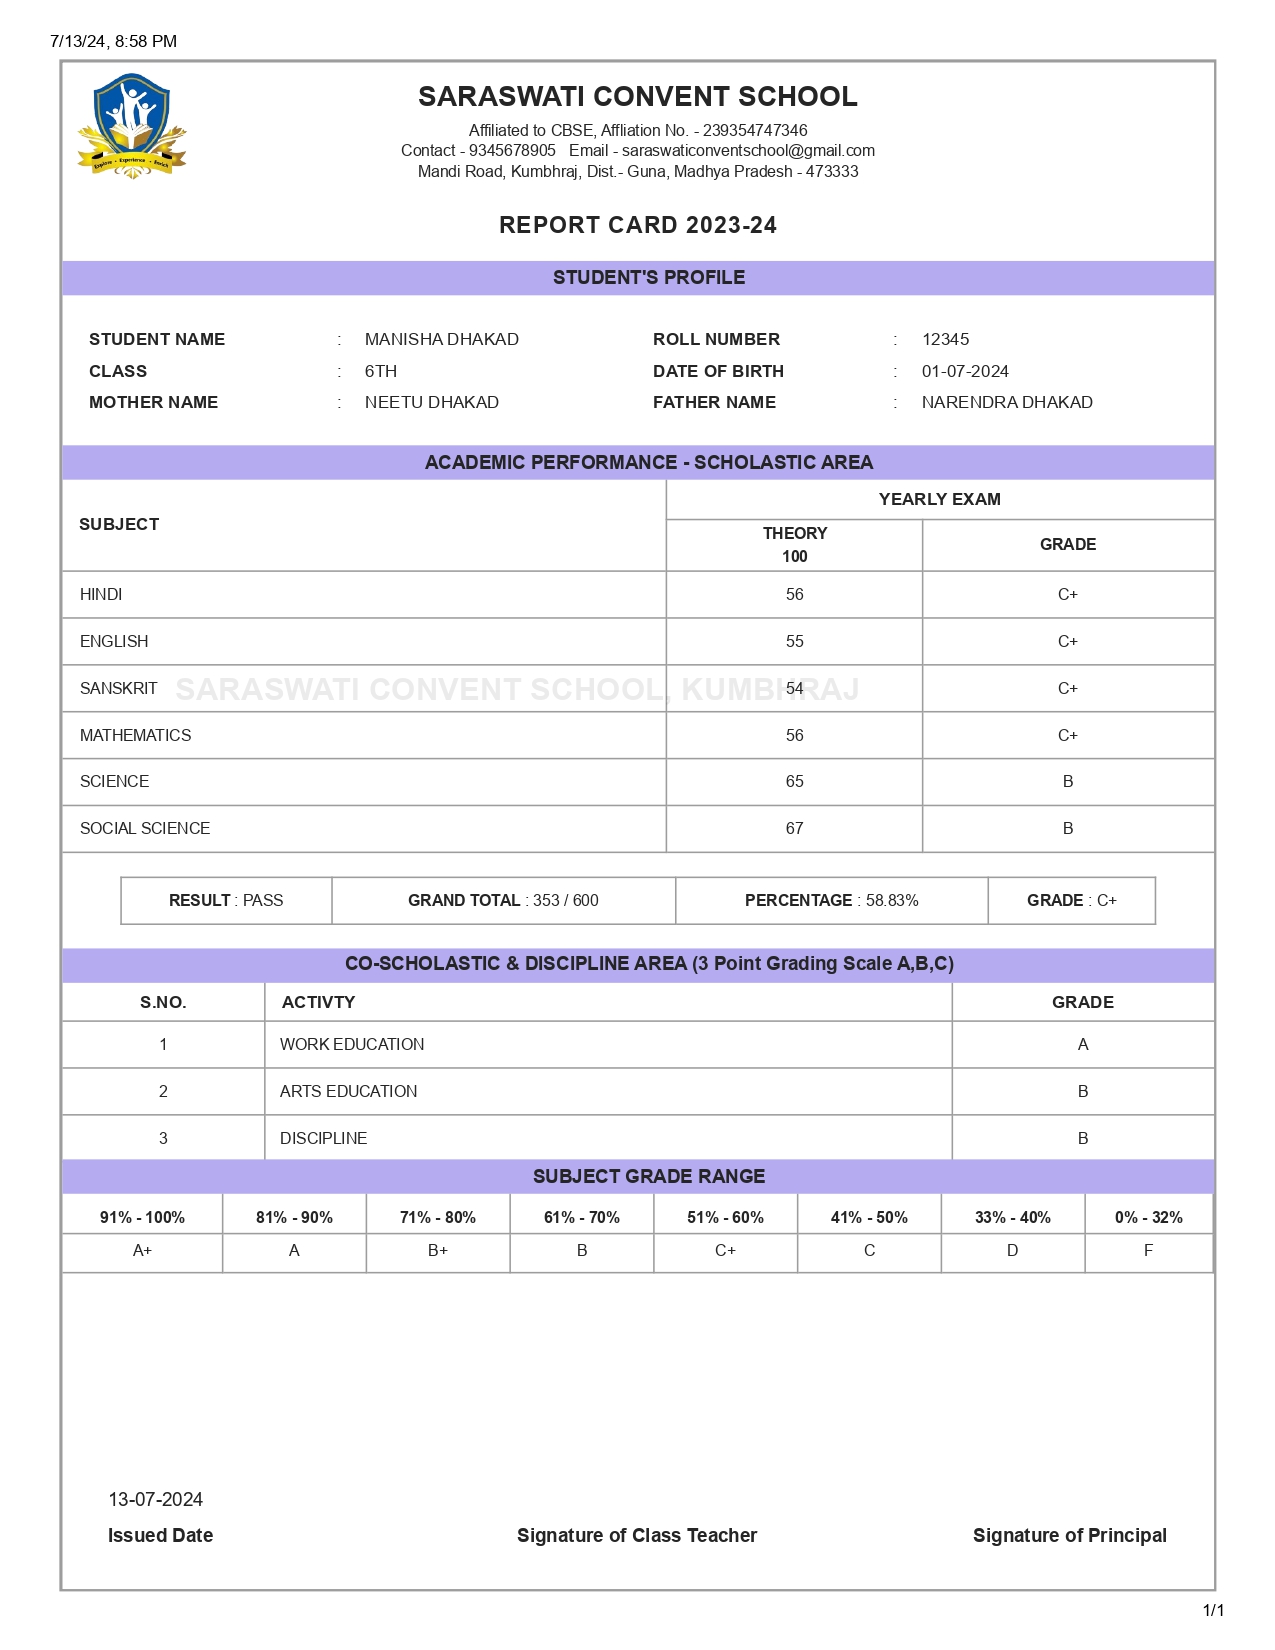 7/13/24, 8:58 PM
Explore • Experience • Enrich
SARASWATI CONVENT SCHOOL
Affiliated to CBSE, Affliation No. - 239354747346
Contact - 9345678905 Email - saraswaticonventschool@gmail.com
Mandi Road, Kumbhraj, Dist.- Guna, Madhya Pradesh - 473333
REPORT CARD 2023-24
STUDENT'S PROFILE
STUDENT NAME : MANISHA DHAKAD ROLL NUMBER : 12345
CLASS : 6TH DATE OF BIRTH : 01-07-2024
MOTHER NAME : NEETU DHAKAD FATHER NAME : NARENDRA DHAKAD
ACADEMIC PERFORMANCE - SCHOLASTIC AREA
SUBJECT YEARLY EXAM
THEORY
100 GRADE
HINDI 56 C+
ENGLISH 55 C+
SANSKRIT 54 C+
SARASWATI CONVENT SCHOOL, KUMBHRAJ
MATHEMATICS 56 C+
SCIENCE 65 B
SOCIAL SCIENCE 67 B
RESULT : PASS GRAND TOTAL : 353 / 600 PERCENTAGE : 58.83% GRADE : C+
CO-SCHOLASTIC & DISCIPLINE AREA (3 Point Grading Scale A,B,C)
S.NO. ACTIVTY GRADE
1 WORK EDUCATION A
2 ARTS EDUCATION B
3 DISCIPLINE B
SUBJECT GRADE RANGE
91% - 100% 81% - 90% 71% - 80% 61% - 70% 51% - 60% 41% - 50% 33% - 40% 0% - 32%
A+ A B+ B C+ C D F
13-07-2024
Issued Date Signature of Class Teacher Signature of Principal
1/1